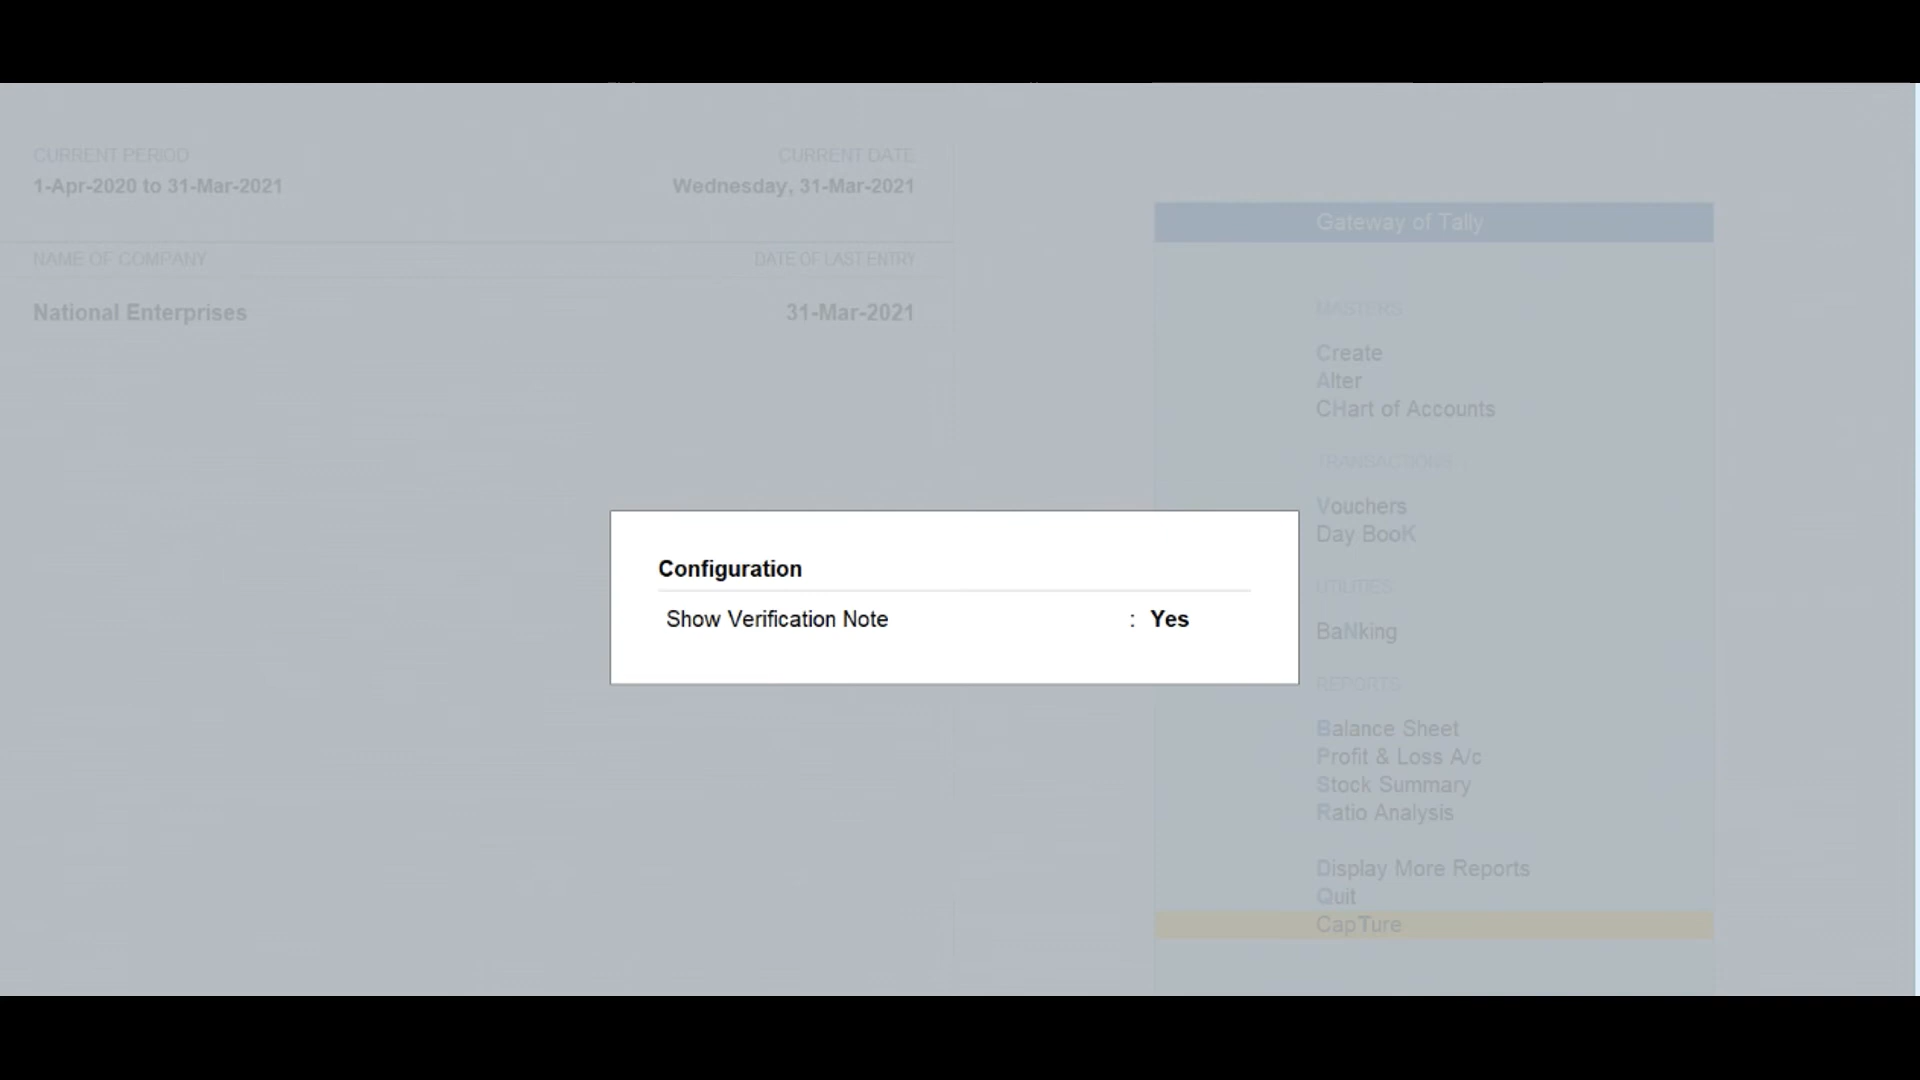 CURRENT PERIOD
CURRENT DATE
1-Apr-2020 to 31-Mar-2021
Wednesday, 31-Mar-2021
NAME OF COMPANY
DATE OF LAST ENTRY
National Enterprises
31-Mar-2021
Gateway of Tally
MASTERS
Create
Alter
CHart of Accounts
TRANSACTIONS
Vouchers
Day BooK
UTILITIES
BaNking
REPORTS
Balance Sheet
Profit & Loss A/c
Stock Summary
Ratio Analysis
Display More Reports
Quit
CapTure
Configuration
Show Verification Note : Yes